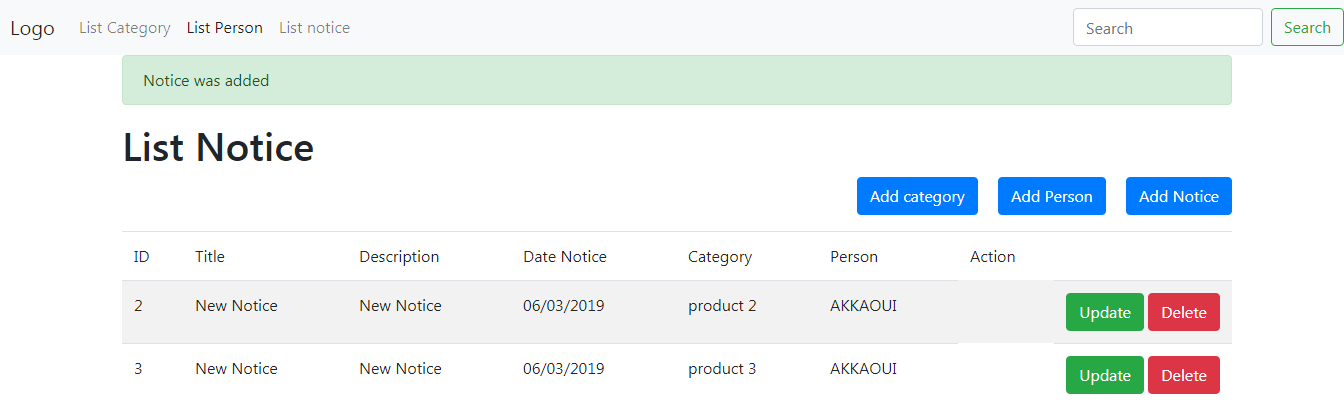 Logo List Category List Person List notice Search Search
Notice was added
List Notice
Add category Add Person Add Notice
ID Title Description Date Notice Category Person Action
2 New Notice New Notice 06/03/2019 product 2 AKKAOUI Update Delete
3 New Notice New Notice 06/03/2019 product 3 AKKAOUI Update Delete